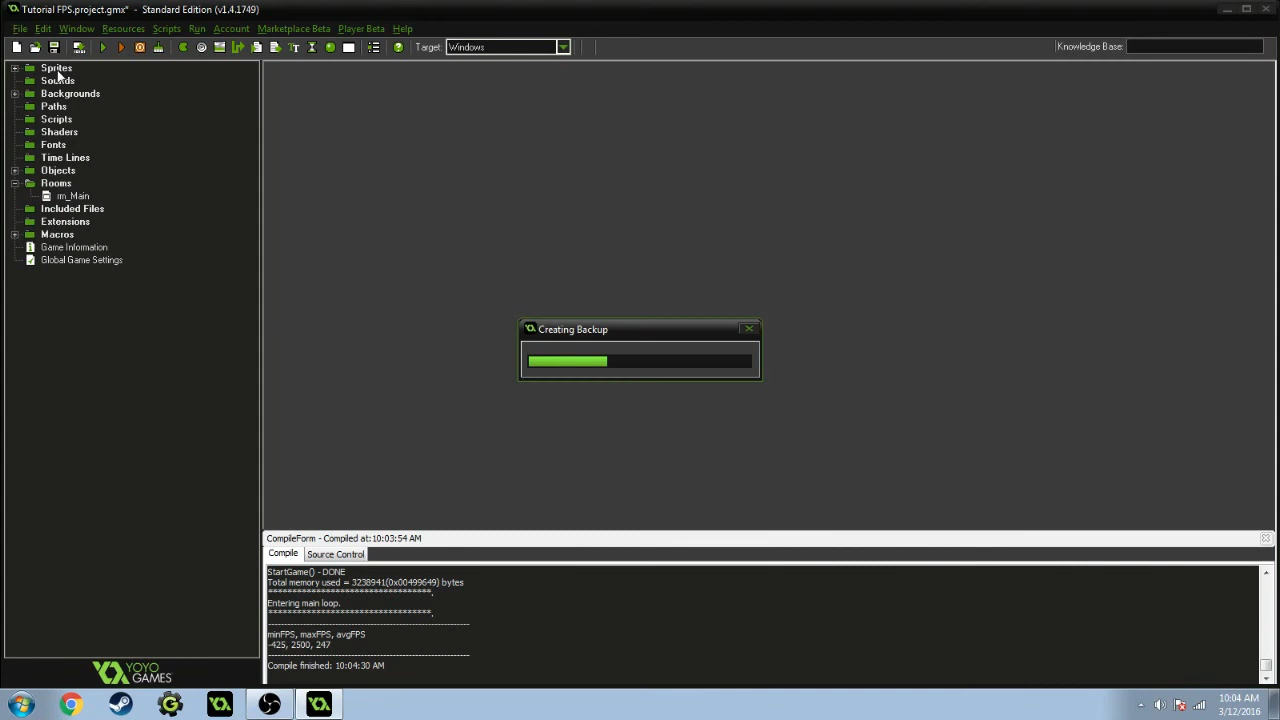 Tutorial FPS.project.gmx* - Standard Edition (v1.4.1749)
File Edit Window Resources Scripts Run Account Marketplace Beta Player Beta Help
Target: Windows Knowledge Base:
Sprites
Sounds
Backgrounds
Paths
Scripts
Shaders
Fonts
Time Lines
Objects
Rooms
rm_Main
Included Files
Extensions
Macros
Game Information
Global Game Settings
Creating Backup
CompileForm - Compiled at:10:03:54 AM
Compile Source Control
StartGame() - DONE
Total memory used = 3238941(0x00499649) bytes
**********************************.
Entering main loop.
**********************************.
minFPS, maxFPS, avgFPS
-425, 2500, 247
Compile finished: 10:04:30 AM
YOYO
GAMES
10:04 AM
3/12/2016